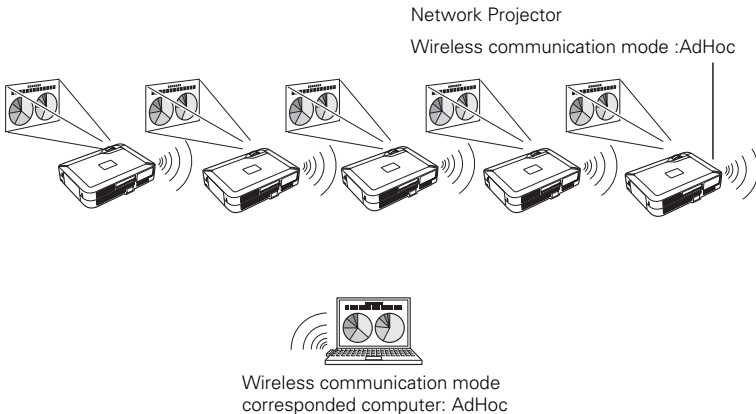 Network Projector
Wireless communication mode :AdHoc
Wireless communication mode
corresponded computer: AdHoc